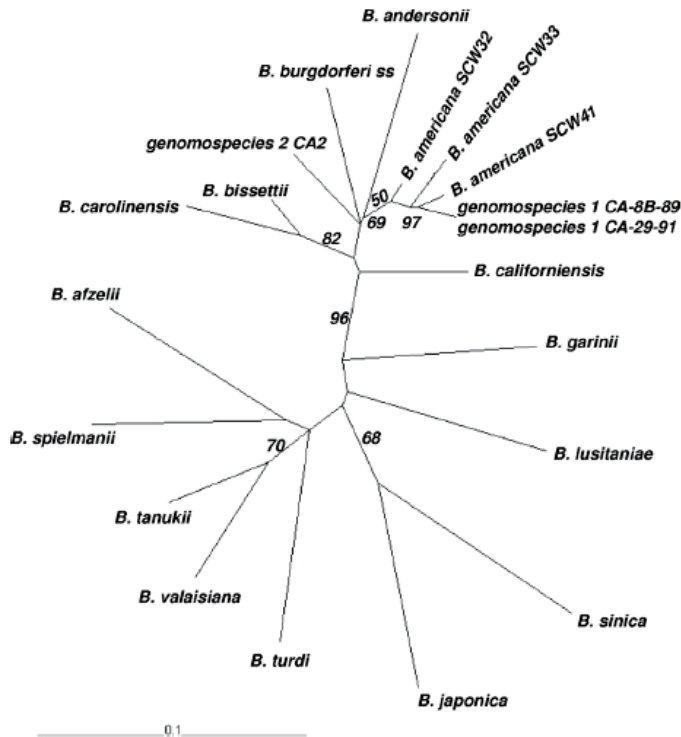 B. andersonii
B. americana SCW32
B. americana SCW33
B. burgdorferi ss
B. americana SCW41
genomospecies 2 CA2
B. bissettii
50
B. carolinensis
69
97
genomospecies 1 CA-8B-89
genomospecies 1 CA-29-91
82
B. californiensis
B. afzelii
96
B. garinii
B. spielmanii
70
68
B. lusitaniae
B. tanukii
B. valaisiana
B. sinica
B. turdi
B. japonica
0.1